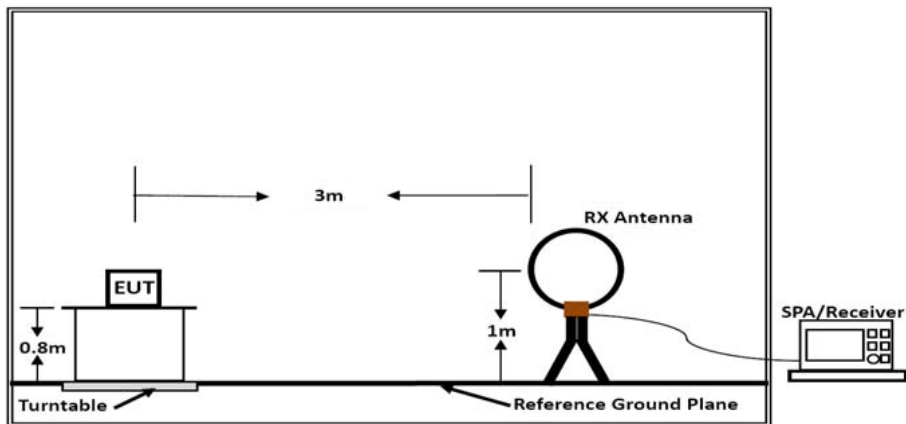 3m
RX Antenna
EUT
SPA/Receiver
0.8m
1m
Turntable
Reference Ground Plane